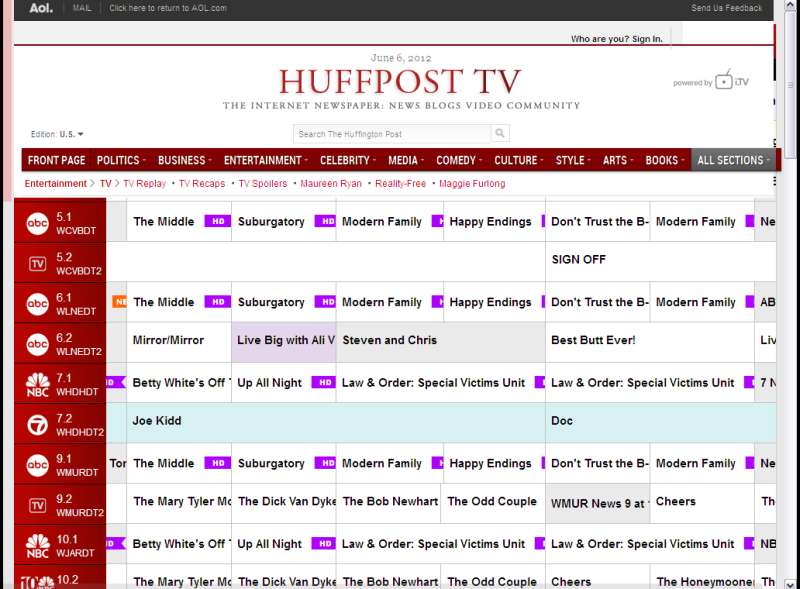 Aol. MAIL Click here to return to AOL.com Send Us Feedback
Who are you? Sign In.
June 6, 2012
HUFFPOST TV
powered by iTV
THE INTERNET NEWSPAPER: NEWS BLOGS VIDEO COMMUNITY
Edition: U.S. Search The Huffington Post
FRONT PAGE POLITICS BUSINESS ENTERTAINMENT CELEBRITY MEDIA COMEDY CULTURE STYLE ARTS BOOKS ALL SECTIONS
Entertainment > TV > TV Replay • TV Recaps • TV Spoilers • Maureen Ryan • Reality-Free • Maggie Furlong
abc 5.1 WCVBDT The Middle HD Suburgatory HD Modern Family H Happy Endings Don't Trust the B- Modern Family Ne
TV 5.2 WCVBDT2 SIGN OFF
abc 6.1 WLNEDT NE The Middle HD Suburgatory HD Modern Family H Happy Endings Don't Trust the B- Modern Family AB
abc 6.2 WLNEDT2 Mirror/Mirror Live Big with Ali V Steven and Chris Best Butt Ever! Liv
NBC 7.1 WHDHDT D Betty White's Off T Up All Night HD Law & Order: Special Victims Unit Law & Order: Special Victims Unit 7 N
7 7.2 WHDHDT2 Joe Kidd Doc
abc 9.1 WMURDT Tor The Middle HD Suburgatory HD Modern Family H Happy Endings Don't Trust the B- Modern Family Ne
TV 9.2 WMURDT2 The Mary Tyler Mo The Dick Van Dyke The Bob Newhart The Odd Couple WMUR News 9 at Cheers Th
NBC 10.1 WJARDT D Betty White's Off T Up All Night HD Law & Order: Special Victims Unit Law & Order: Special Victims Unit NB
10 10.2 The Mary Tyler Mo The Dick Van Dyke The Bob Newhart The Odd Couple Cheers The Honeymoone Th